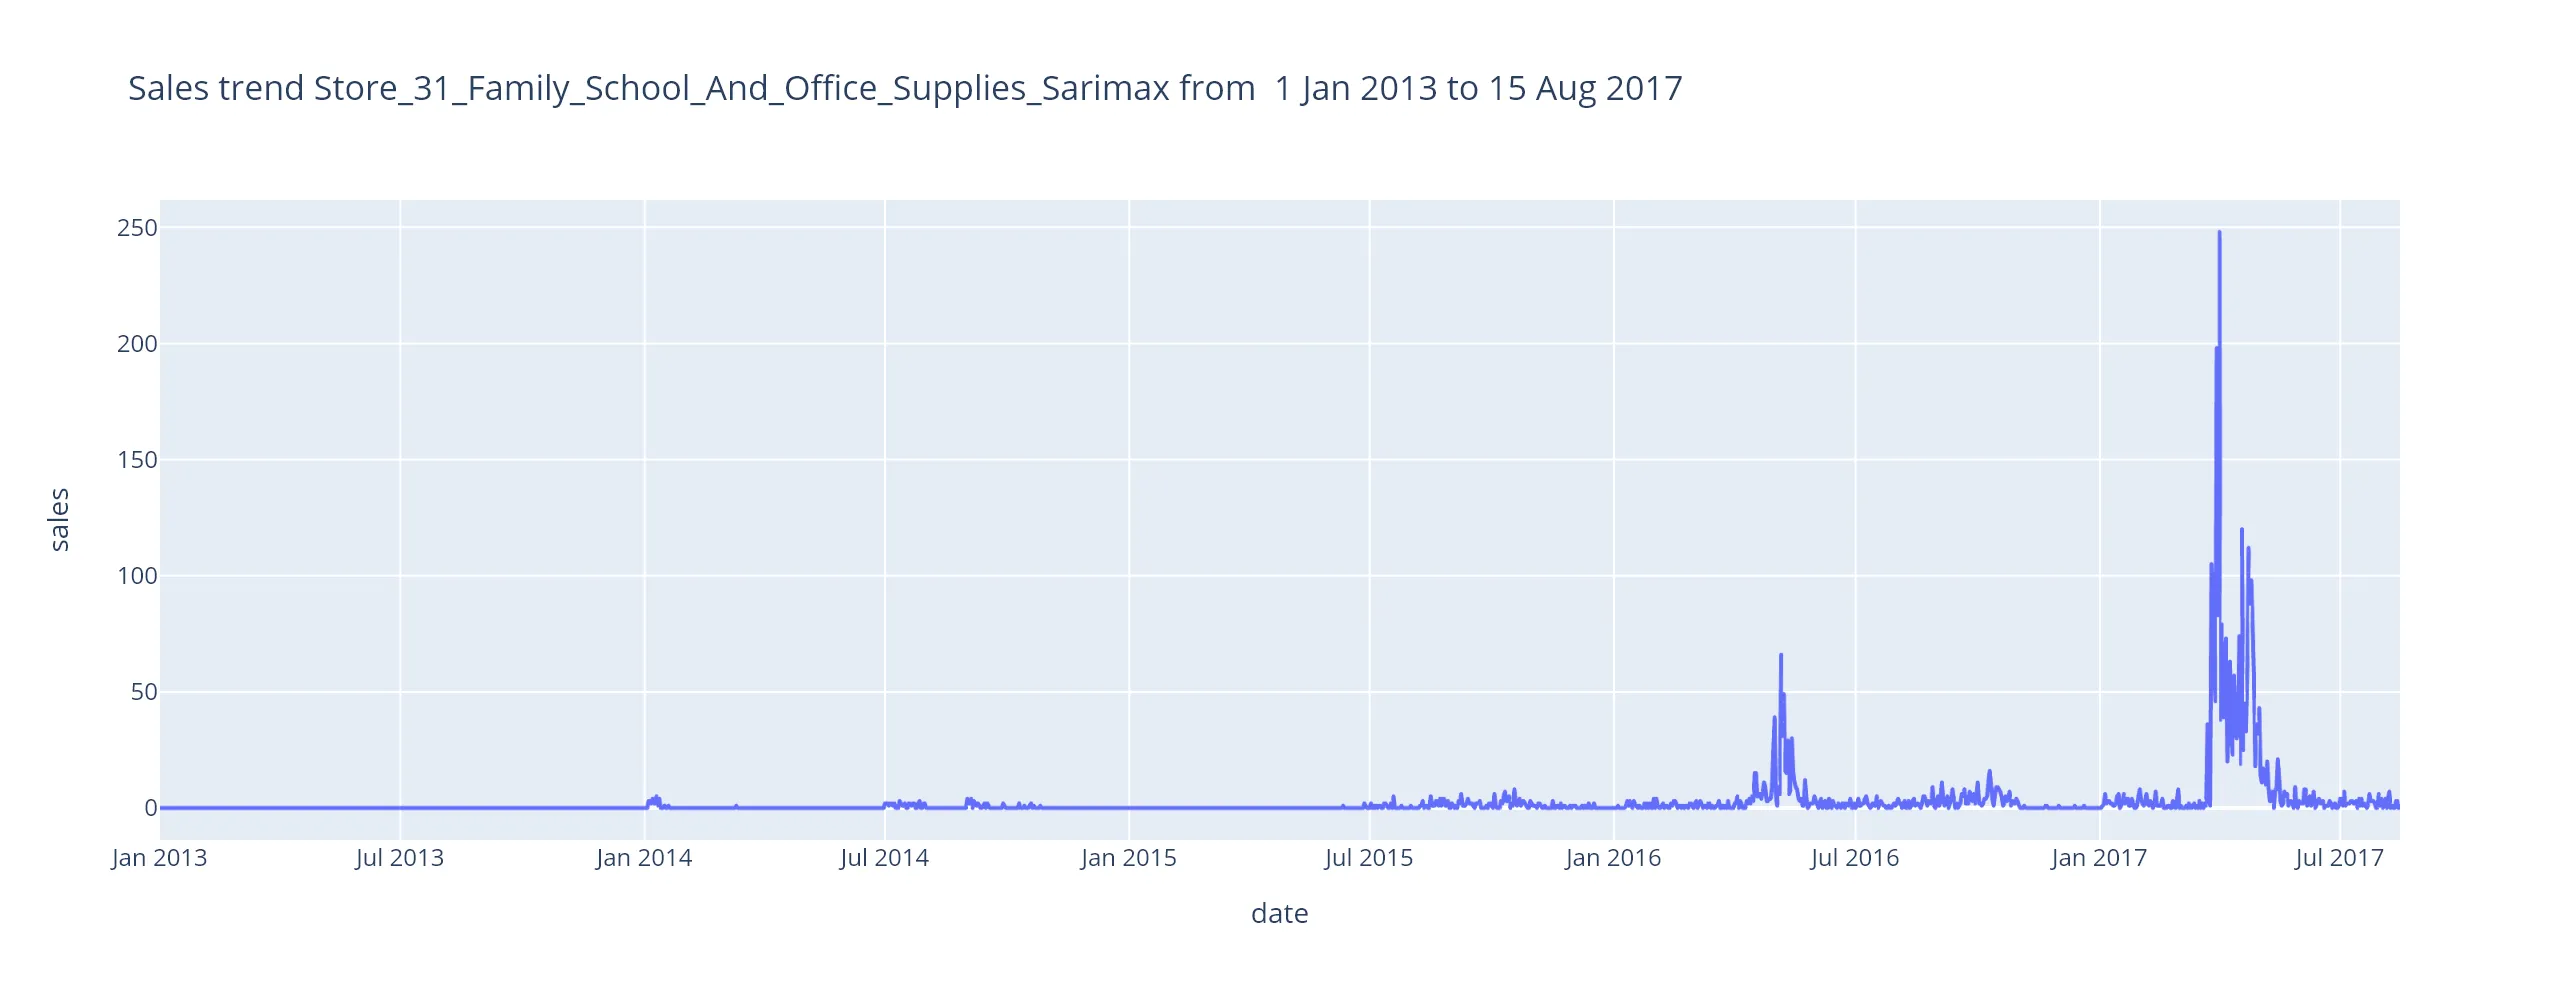 Sales trend Store_31_Family_School_And_Office_Supplies_Sarimax from  1 Jan 2013 to 15 Aug 2017
250
200
150
100
50
0
sales
Jan 2013
Jul 2013
Jan 2014
Jul 2014
Jan 2015
Jul 2015
Jan 2016
Jul 2016
Jan 2017
Jul 2017
date